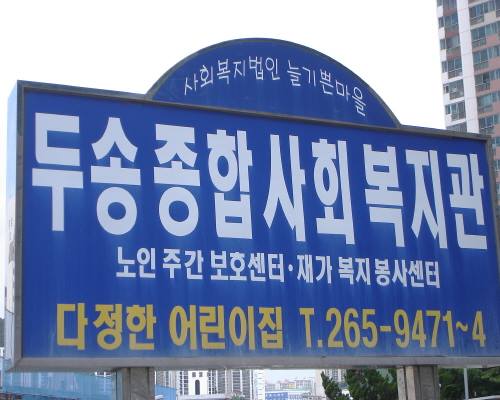 사회복지법인 늘기쁜마을
두송종합사회복지관
노인 주간 보호센터·재가 복지 봉사센터
다정한 어린이집 T.265-9471~4